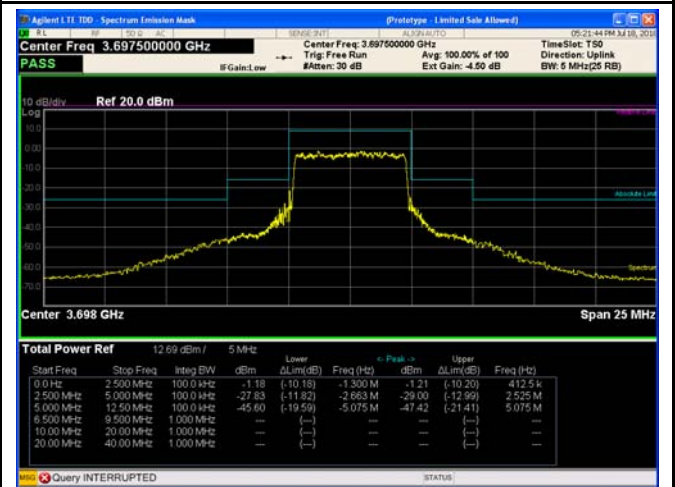 Agilent LTE TDD - Spectrum Emission Mask (Prototype - Limited Sale Allowed)
RL RF 50 Ω AC SENSE:INT ALIGN AUTO 05:21:44 PM Jul 18, 2018
Center Freq 3.697500000 GHz Center Freq: 3.697500000 GHz TimeSlot: TS0
Trig: Free Run Avg: 100.00% of 100 Direction: Uplink
PASS IFGain:Low #Atten: 30 dB Ext Gain: -4.50 dB BW: 5 MHz(25 RB)
10 dB/div Ref 20.0 dBm
Log
10.0
0.00
-10.0
-20.0
Absolute Limit
-30.0
-40.0
-50.0
-60.0
Spectrum
-70.0
Center 3.698 GHz Span 25 MHz
Total Power Ref 12.69 dBm / 5 MHz
Lower <- Peak -> Upper
Start Freq Stop Freq Integ BW dBm ΔLim(dB) Freq (Hz) dBm ΔLim(dB) Freq (Hz)
0.0 Hz 2.500 MHz 100.0 kHz -1.18 (-10.18) -1.300 M -1.21 (-10.20) 412.5 k
2.500 MHz 5.000 MHz 100.0 kHz -27.83 (-11.82) -2.663 M -29.00 (-12.99) 2.525 M
5.000 MHz 12.50 MHz 100.0 kHz -45.60 (-19.59) -5.075 M -47.42 (-21.41) 5.075 M
6.500 MHz 9.500 MHz 1.000 MHz --- (---) --- --- (---) ---
10.00 MHz 20.00 MHz 1.000 MHz --- (---) --- --- (---) ---
20.00 MHz 40.00 MHz 1.000 MHz --- (---) --- --- (---) ---
MSG Query INTERRUPTED STATUS